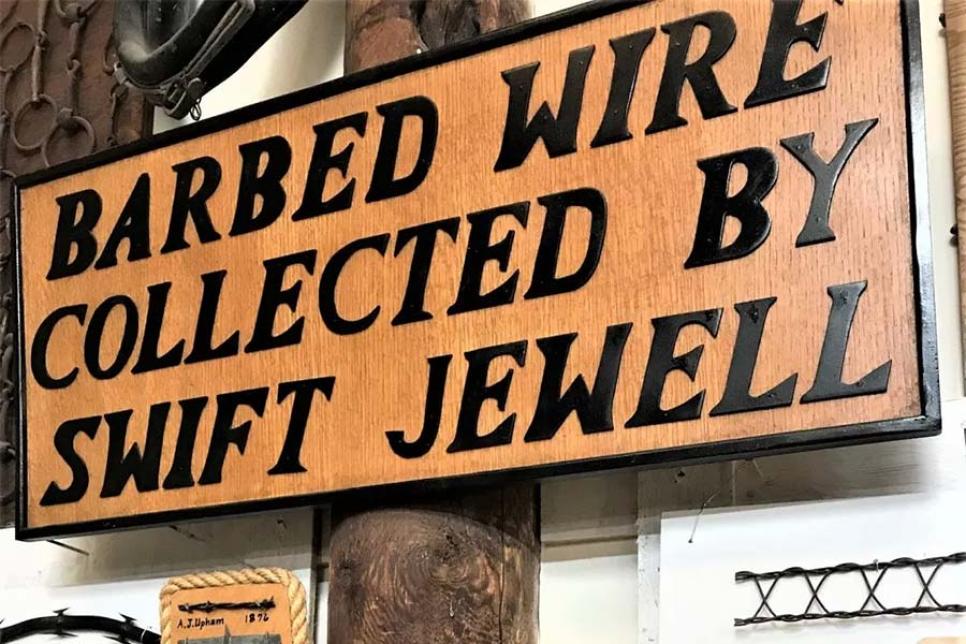 BARBED WIRE
COLLECTED BY
SWIFT JEWELL
A.J.Upham 1876